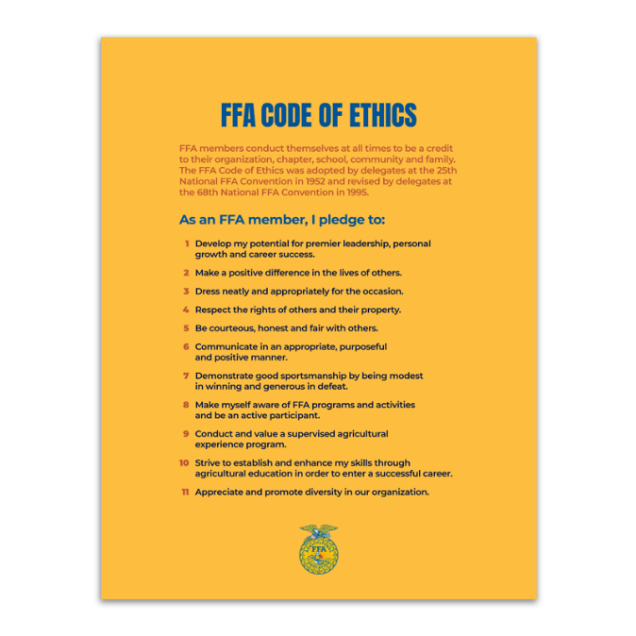 FFA CODE OF ETHICS
FFA members conduct themselves at all times to be a credit
to their organization, chapter, school, community and family.
The FFA Code of Ethics was adopted by delegates at the 25th
National FFA Convention in 1952 and revised by delegates at
the 68th National FFA Convention in 1995.
As an FFA member, I pledge to:
1 Develop my potential for premier leadership, personal
growth and career success.
2 Make a positive difference in the lives of others.
3 Dress neatly and appropriately for the occasion.
4 Respect the rights of others and their property.
5 Be courteous, honest and fair with others.
6 Communicate in an appropriate, purposeful
and positive manner.
7 Demonstrate good sportsmanship by being modest
in winning and generous in defeat.
8 Make myself aware of FFA programs and activities
and be an active participant.
9 Conduct and value a supervised agricultural
experience program.
10 Strive to establish and enhance my skills through
agricultural education in order to enter a successful career.
11 Appreciate and promote diversity in our organization.
FFA